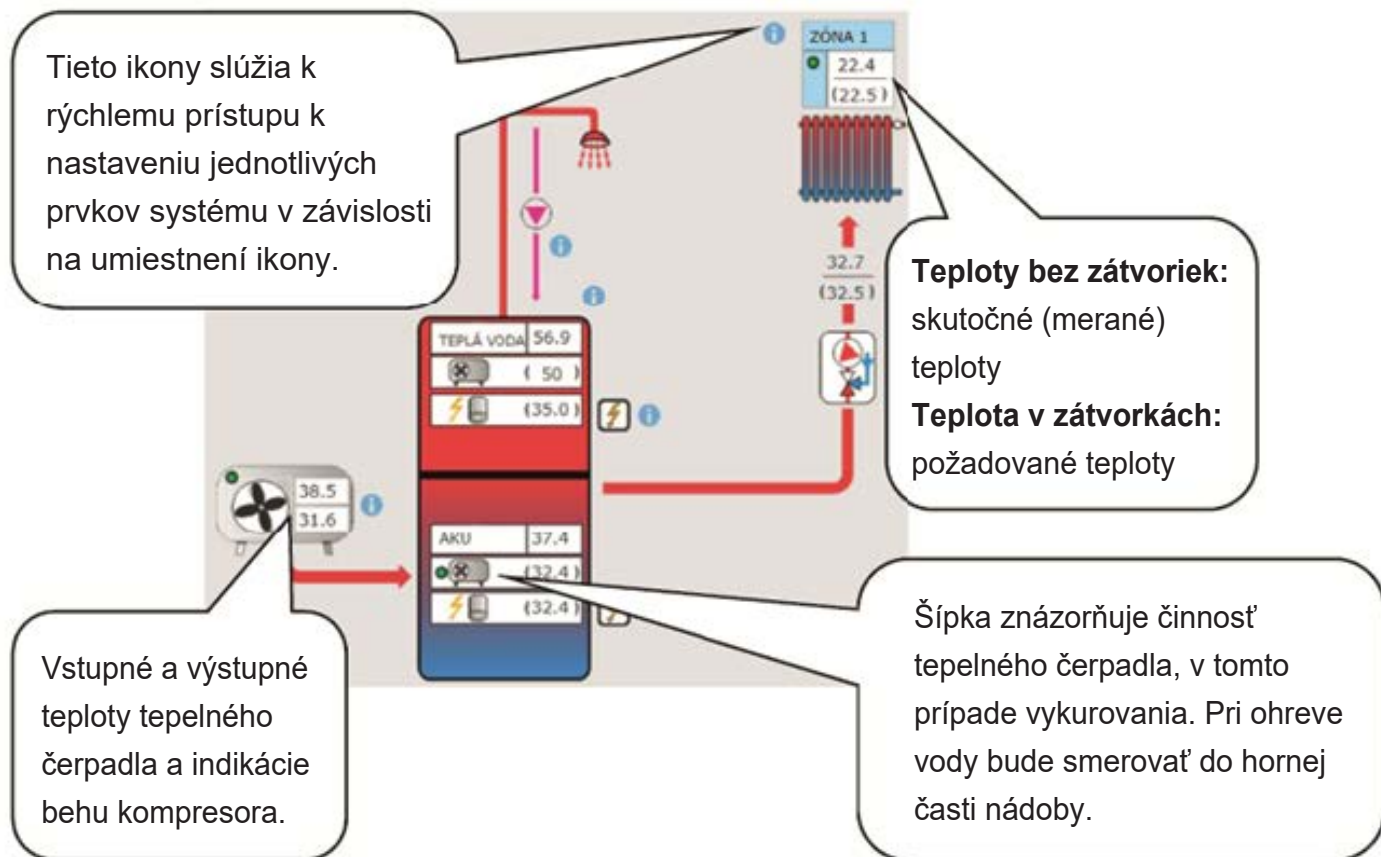 Tieto ikony slúžia k
rýchlemu prístupu k
nastaveniu jednotlivých
prvkov systému v závislosti
na umiestnení ikony.
ZÓNA 1
22.4
(22.5)
Teploty bez zátvoriek:
skutočné (merané)
teploty
Teplota v zátvorkách:
požadované teploty
32.7
(32.5)
TEPLÁ VODA 56.9
( 50 )
(35.0)
38.5
31.6
AKU 37.4
(32.4)
(32.4)
Vstupné a výstupné
teploty tepelného
čerpadla a indikácie
behu kompresora.
Šípka znázorňuje činnosť
tepelného čerpadla, v tomto
prípade vykurovania. Pri ohreve
vody bude smerovať do hornej
časti nádoby.